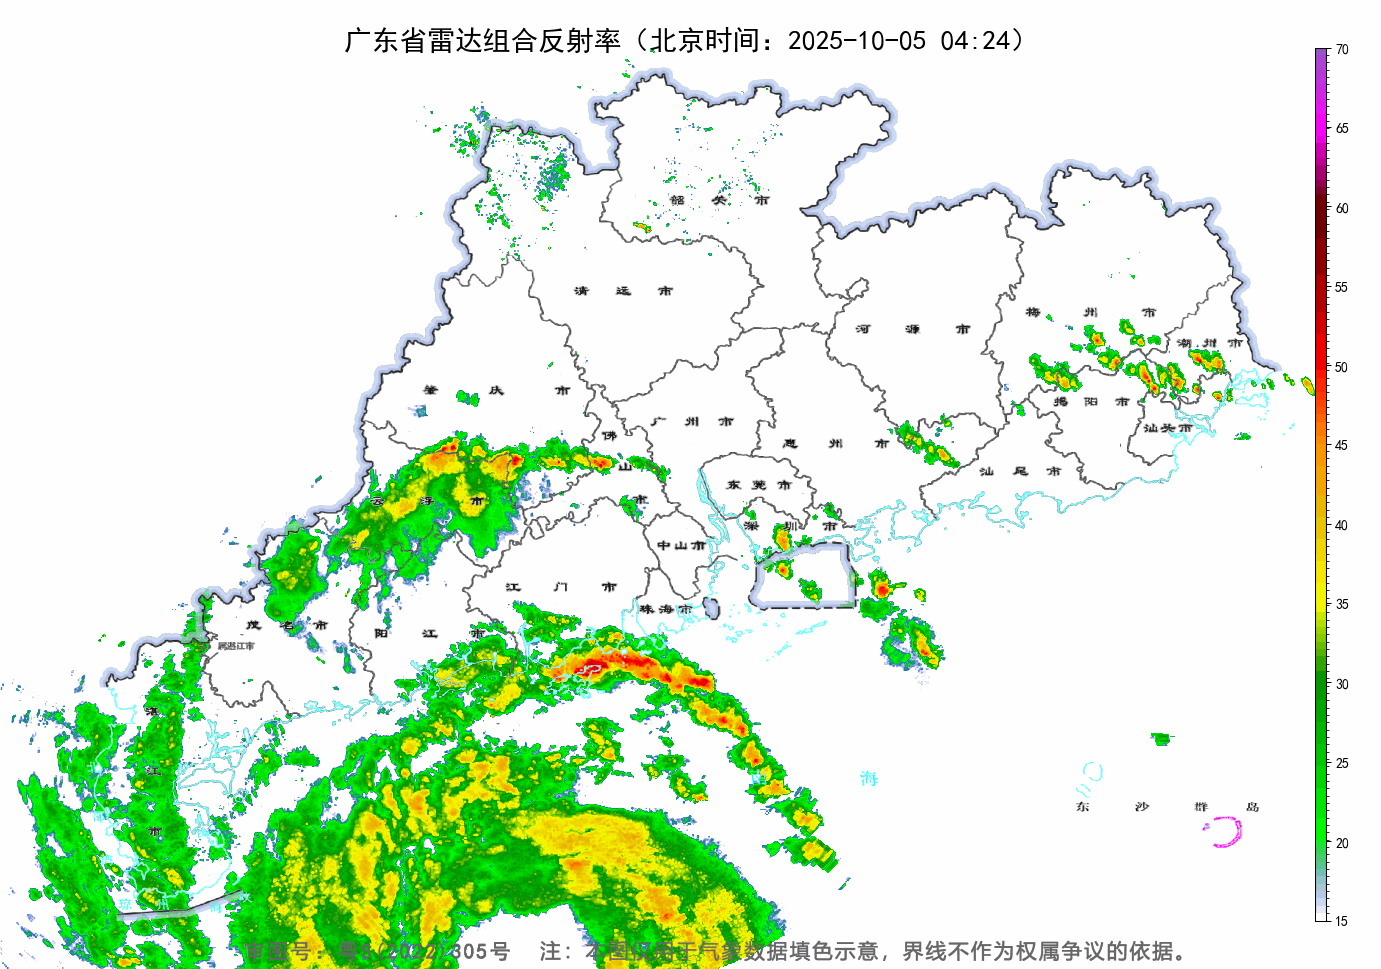 广东省雷达组合反射率（北京时间：2025-10-05 04:24）
70
65
60
55
50
45
40
35
30
25
20
15
韶关市
清远市
河源市
梅州市
潮州市
肇庆市
广州市
佛山市
惠州市
揭阳市
汕头市
汕尾市
东莞市
云浮市
深圳市
中山市
江门市
珠海市
茂名市
阳江市
属湛江市
湛江市
海
东沙群岛
琼州海峡
审图号：粤S(2022)305号 注：本图仅用于气象数据填色示意，界线不作为权属争议的依据。